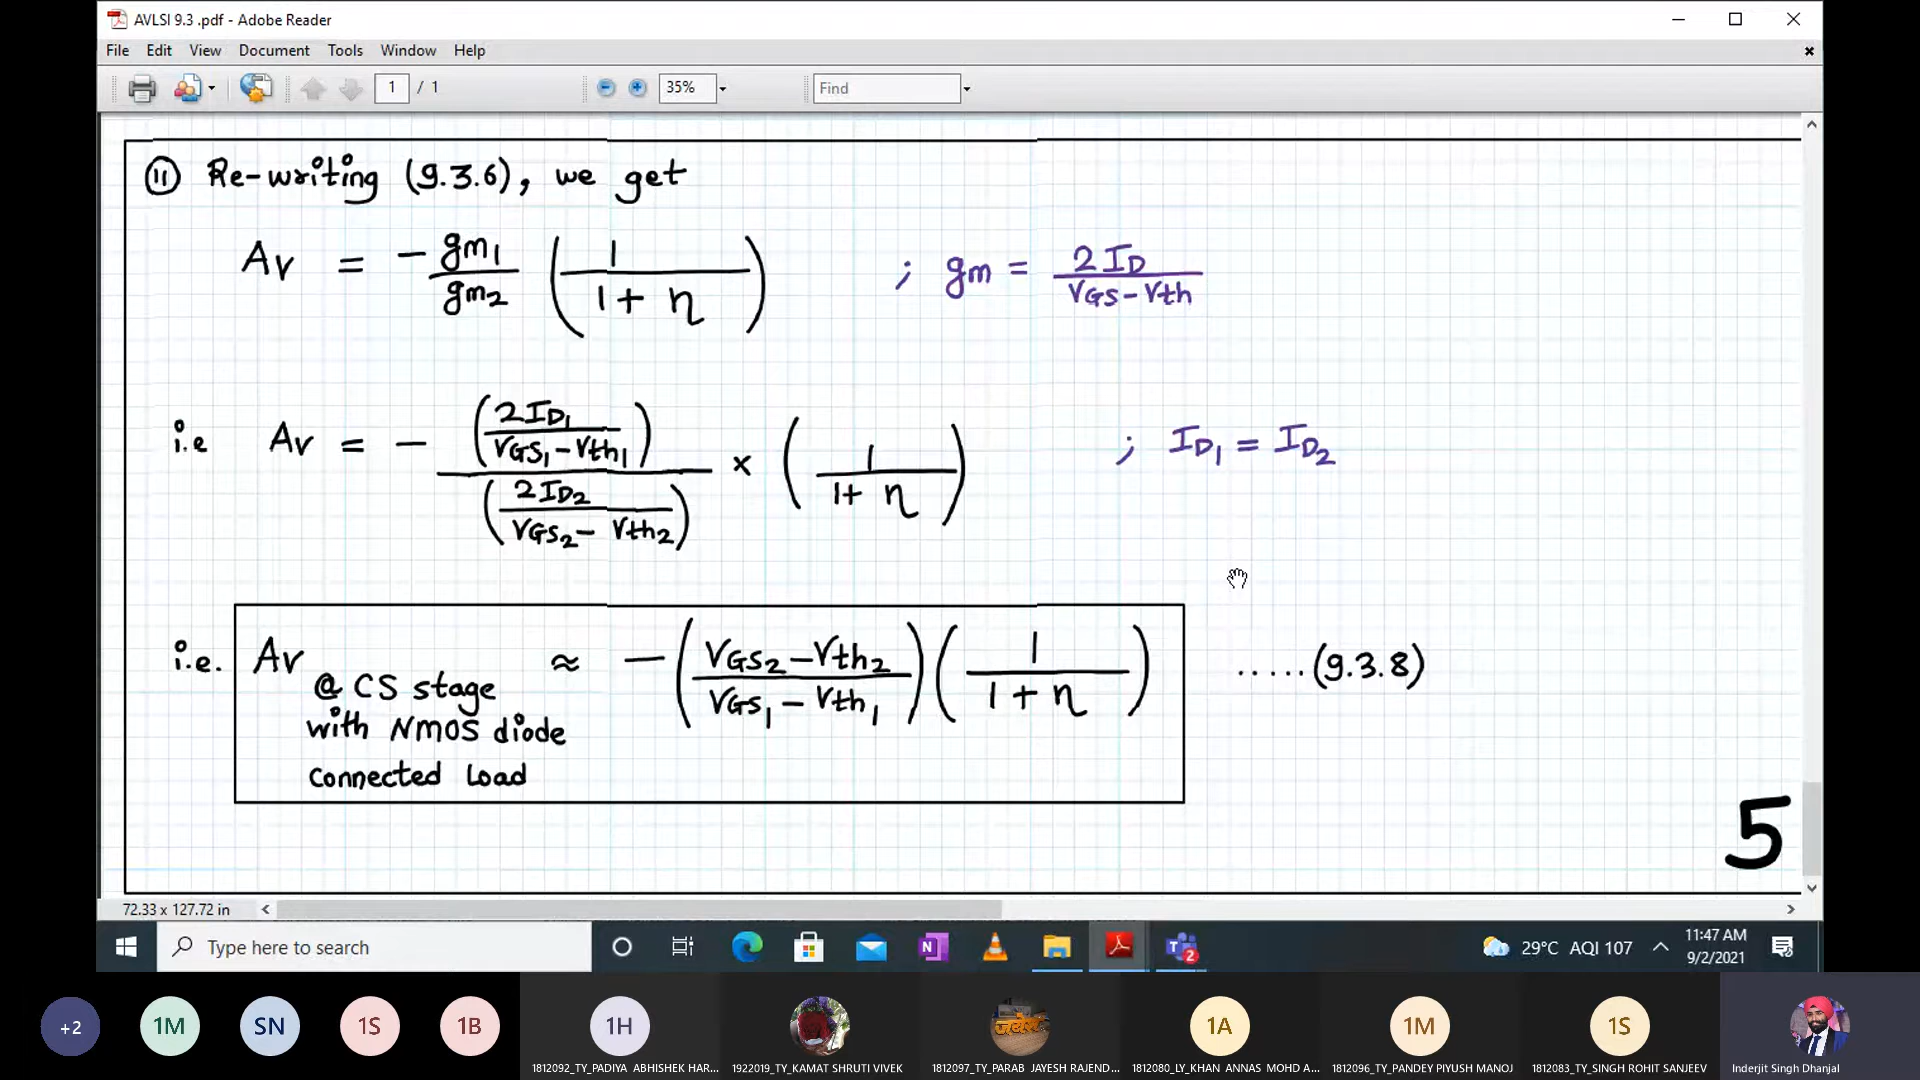 AVLSI 9.3 .pdf - Adobe Reader
File Edit View Document Tools Window Help
1 / 1 35% Find
(11) Re-writing (9.3.6), we get
Av = - gm1/gm2 (1/(1 + η)) ; gm = 2ID/(VGS - Vth)
i.e Av = - (2ID1/(VGS1 - Vth1))/(2ID2/(VGS2 - Vth2)) × (1/(1 + η)) ; ID1 = ID2
i.e. Av ≈ - ((VGS2 - Vth2)/(VGS1 - Vth1)) (1/(1 + η)) .....(9.3.8)
@ CS stage
with NMOS diode
connected load
5
72.33 x 127.72 in
Type here to search
2
29°C AQI 107
11:47 AM
9/2/2021
+2 1M SN 1S 1B 1H 1A 1M 1S
1812092_TY_PADIYA ABHISHEK HAR... 1922019_TY_KAMAT SHRUTI VIVEK 1812097_TY_PARAB JAYESH RAJEND... 1812080_LY_KHAN ANNAS MOHD A... 1812096_TY_PANDEY PIYUSH MANOJ 1812083_TY_SINGH ROHIT SANJEEV Inderjit Singh Dhanjal